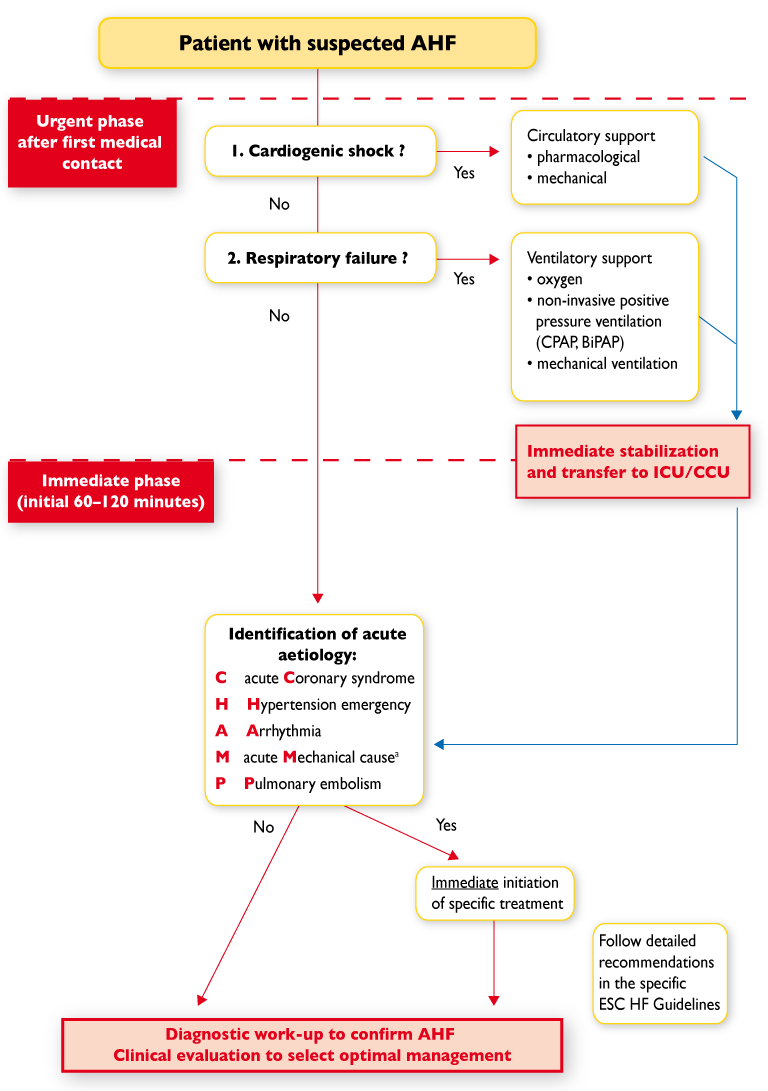 Patient with suspected AHF
Urgent phase
after first medical
contact
1. Cardiogenic shock ?
Yes
Circulatory support
• pharmacological
• mechanical
No
2. Respiratory failure ?
Yes
Ventilatory support
• oxygen
• non-invasive positive
pressure ventilation
(CPAP, BiPAP)
• mechanical ventilation
No
Immediate stabilization
and transfer to ICU/CCU
Immediate phase
(initial 60–120 minutes)
Identification of acute
aetiology:
C acute Coronary syndrome
H Hypertension emergency
A Arrhythmia
M acute Mechanical causeᵃ
P Pulmonary embolism
No
Yes
Immediate initiation
of specific treatment
Follow detailed
recommendations
in the specific
ESC HF Guidelines
Diagnostic work-up to confirm AHF
Clinical evaluation to select optimal management